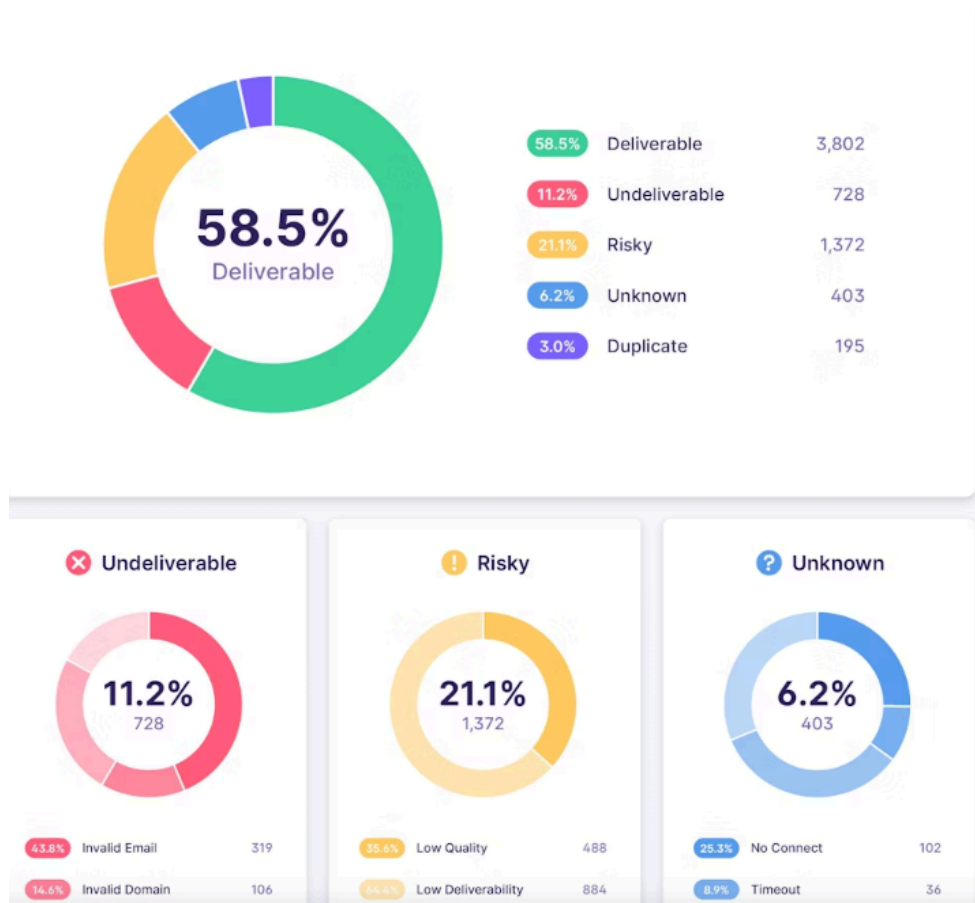 58.5%
Deliverable
58.5% Deliverable 3,802
11.2% Undeliverable 728
21.1% Risky 1,372
6.2% Unknown 403
3.0% Duplicate 195
Undeliverable
11.2%
728
43.8% Invalid Email 319
14.6% Invalid Domain 106
! Risky
21.1%
1,372
35.6% Low Quality 488
64.4% Low Deliverability 884
? Unknown
6.2%
403
25.3% No Connect 102
8.9% Timeout 36